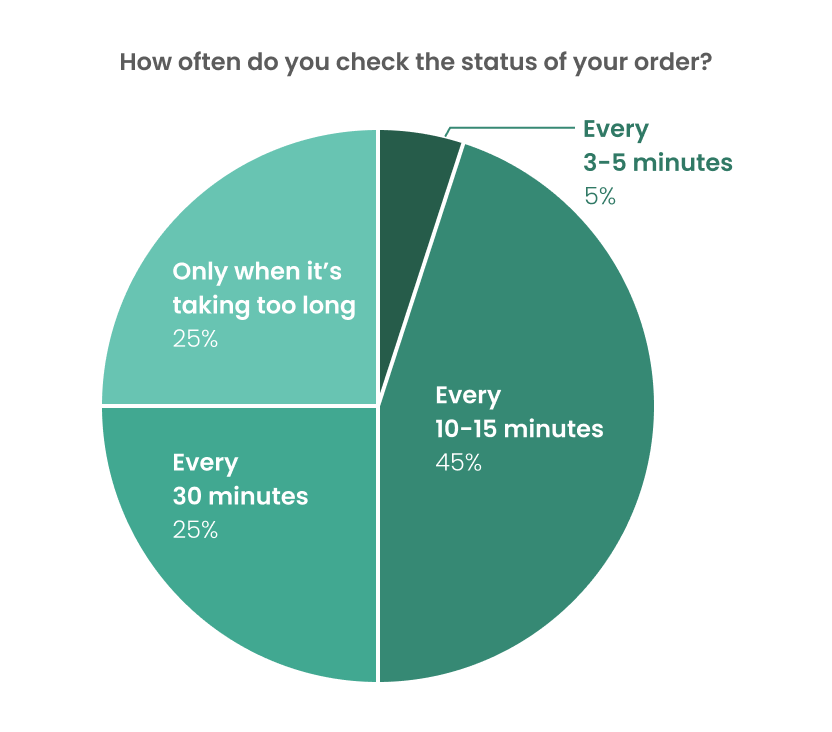 How often do you check the status of your order?
Every
3-5 minutes
5%
Only when it’s
taking too long
25%
Every
10-15 minutes
45%
Every
30 minutes
25%